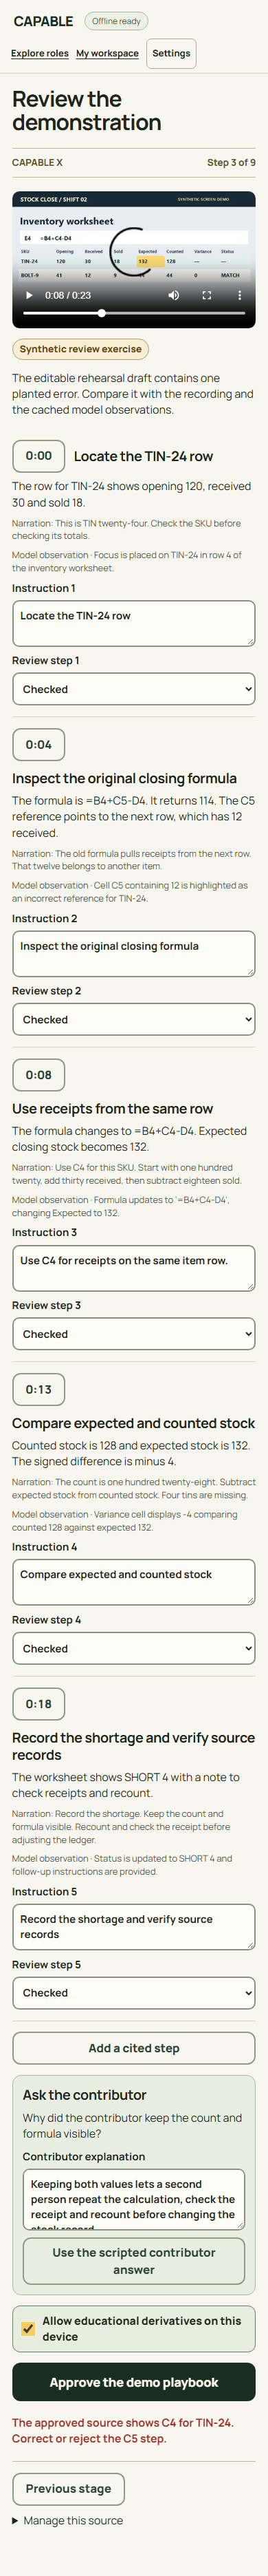 CAPABLE
Offline ready
Explore roles
My workspace
Settings
Review the
demonstration
CAPABLE X
Step 3 of 9
STOCK CLOSE / SHIFT 02
SYNTHETIC SCREEN DEMO
Inventory worksheet
E4 =B4+C4-D4
SKU Opening Received Sold Expected Counted Variance Status
TIN-24 120 30 18 132 128 — —
BOLT-9 41 12 44 0 MATCH
0:08 / 0:23
Synthetic review exercise
The editable rehearsal draft contains one
planted error. Compare it with the recording and
the cached model observations.
0:00
Locate the TIN-24 row
The row for TIN-24 shows opening 120, received
30 and sold 18.
Narration: This is TIN twenty-four. Check the SKU before
checking its totals.
Model observation · Focus is placed on TIN-24 in row 4 of
the inventory worksheet.
Instruction 1
Locate the TIN-24 row
Review step 1
Checked
0:04
Inspect the original closing formula
The formula is =B4+C5-D4. It returns 114. The C5
reference points to the next row, which has 12
received.
Narration: The old formula pulls receipts from the next row.
That twelve belongs to another item.
Model observation · Cell C5 containing 12 is highlighted as
an incorrect reference for TIN-24.
Instruction 2
Inspect the original closing formula
Review step 2
Checked
0:08
Use receipts from the same row
The formula changes to =B4+C4-D4. Expected
closing stock becomes 132.
Narration: Use C4 for this SKU. Start with one hundred
twenty, add thirty received, then subtract eighteen sold.
Model observation · Formula updates to '=B4+C4-D4',
changing Expected to 132.
Instruction 3
Use C4 for receipts on the same item row.
Review step 3
Checked
0:13
Compare expected and counted stock
Counted stock is 128 and expected stock is 132.
The signed difference is minus 4.
Narration: The count is one hundred twenty-eight. Subtract
expected stock from counted stock. Four tins are missing.
Model observation · Variance cell displays -4 comparing
counted 128 against expected 132.
Instruction 4
Compare expected and counted stock
Review step 4
Checked
0:18
Record the shortage and verify source
records
The worksheet shows SHORT 4 with a note to
check receipts and recount.
Narration: Record the shortage. Keep the count and
formula visible. Recount and check the receipt before
adjusting the ledger.
Model observation · Status is updated to SHORT 4 and
follow-up instructions are provided.
Instruction 5
Record the shortage and verify source
records
Review step 5
Checked
Add a cited step
Ask the contributor
Why did the contributor keep the count and
formula visible?
Contributor explanation
Keeping both values lets a second
person repeat the calculation, check the
receipt and recount before changing the
stock record.
Use the scripted contributor
answer
Allow educational derivatives on this
device
Approve the demo playbook
The approved source shows C4 for TIN-24.
Correct or reject the C5 step.
Previous stage
Manage this source